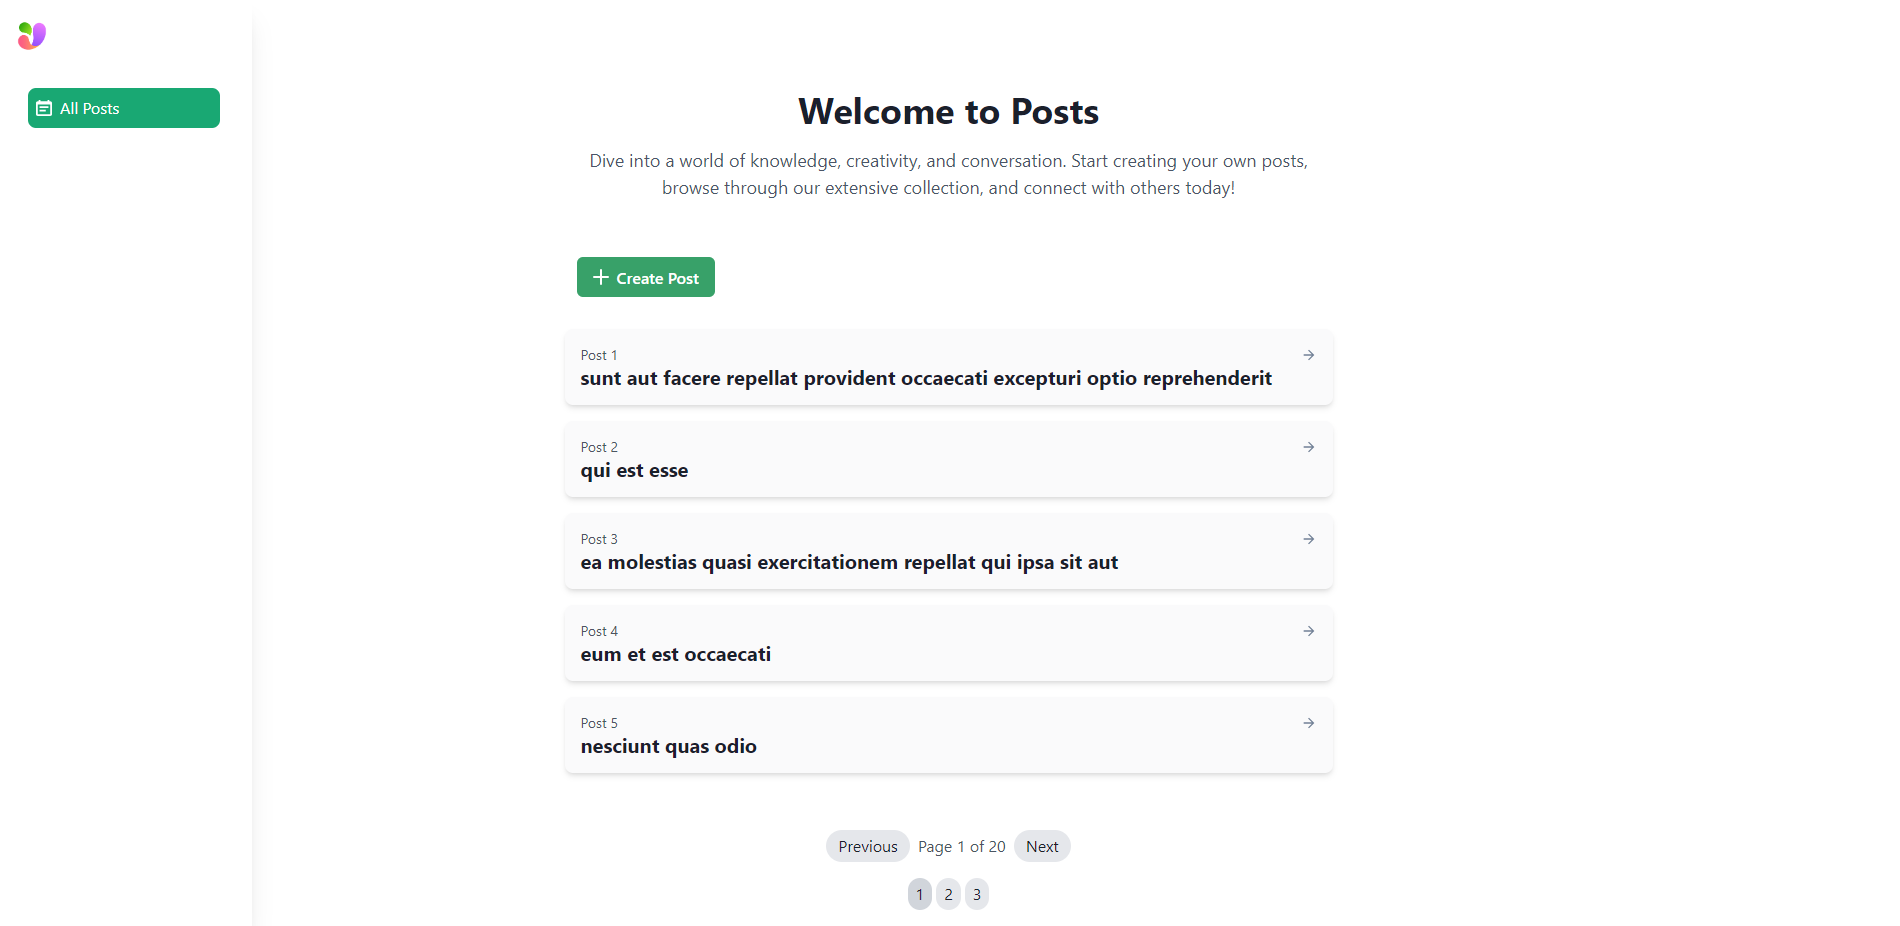 All Posts
Welcome to Posts
Dive into a world of knowledge, creativity, and conversation. Start creating your own posts,
browse through our extensive collection, and connect with others today!
Create Post
Post 1
sunt aut facere repellat provident occaecati excepturi optio reprehenderit
Post 2
qui est esse
Post 3
ea molestias quasi exercitationem repellat qui ipsa sit aut
Post 4
eum et est occaecati
Post 5
nesciunt quas odio
Previous Page 1 of 20 Next
1 2 3